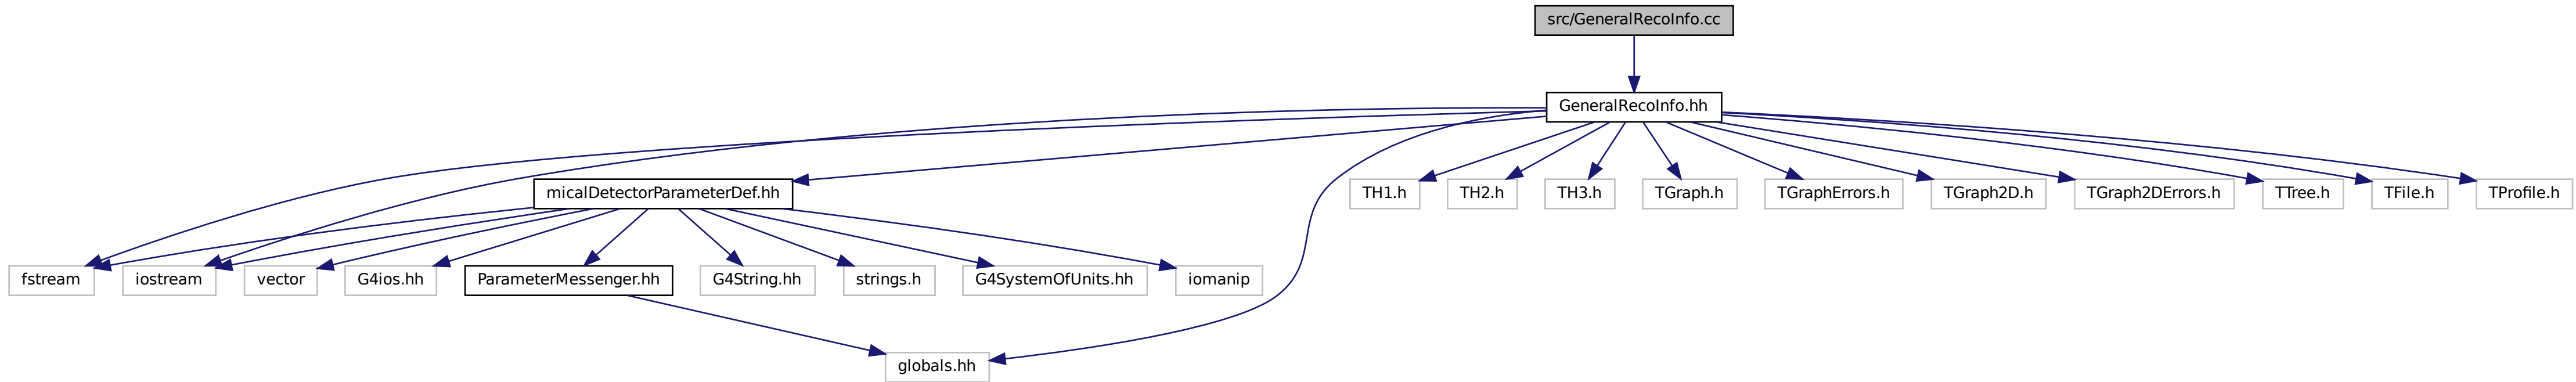 src/GeneralRecoInfo.cc
GeneralRecoInfo.hh
micalDetectorParameterDef.hh
TH1.h
TH2.h
TH3.h
TGraph.h
TGraphErrors.h
TGraph2D.h
TGraph2DErrors.h
TTree.h
TFile.h
TProfile.h
fstream
iostream
vector
G4ios.hh
ParameterMessenger.hh
G4String.hh
strings.h
G4SystemOfUnits.hh
iomanip
globals.hh